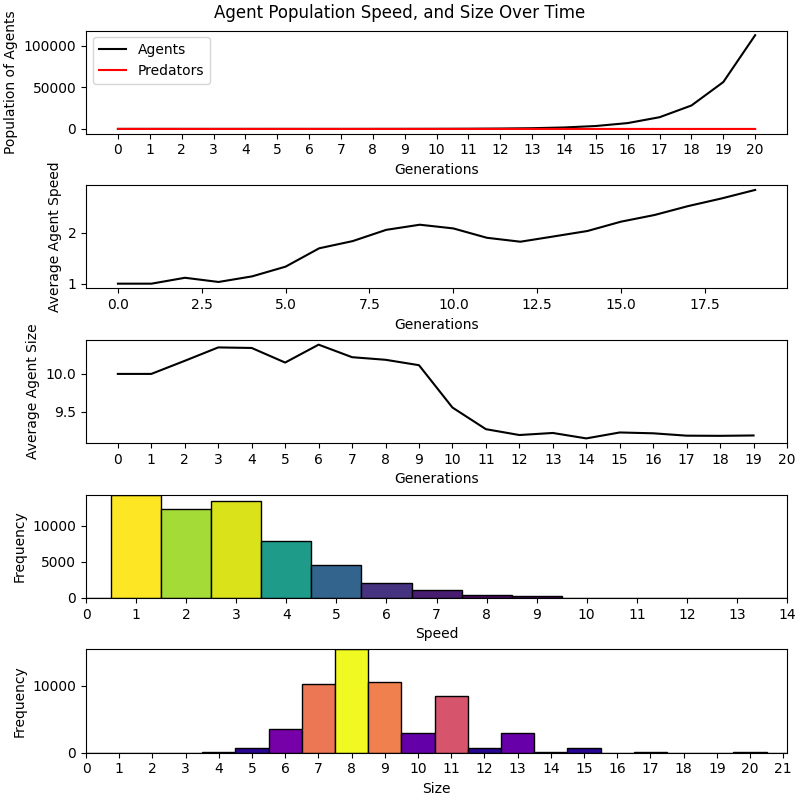 Agent Population Speed, and Size Over Time
Population of Agents
100000
50000
0
Agents
Predators
0 1 2 3 4 5 6 7 8 9 10 11 12 13 14 15 16 17 18 19 20
Generations
Average Agent Speed
2
1
0.0 2.5 5.0 7.5 10.0 12.5 15.0 17.5
Generations
Average Agent Size
10.0
9.5
0 1 2 3 4 5 6 7 8 9 10 11 12 13 14 15 16 17 18 19 20
Generations
Frequency
10000
5000
0
0 1 2 3 4 5 6 7 8 9 10 11 12 13 14
Speed
Frequency
10000
0
0 1 2 3 4 5 6 7 8 9 10 11 12 13 14 15 16 17 18 19 20 21
Size